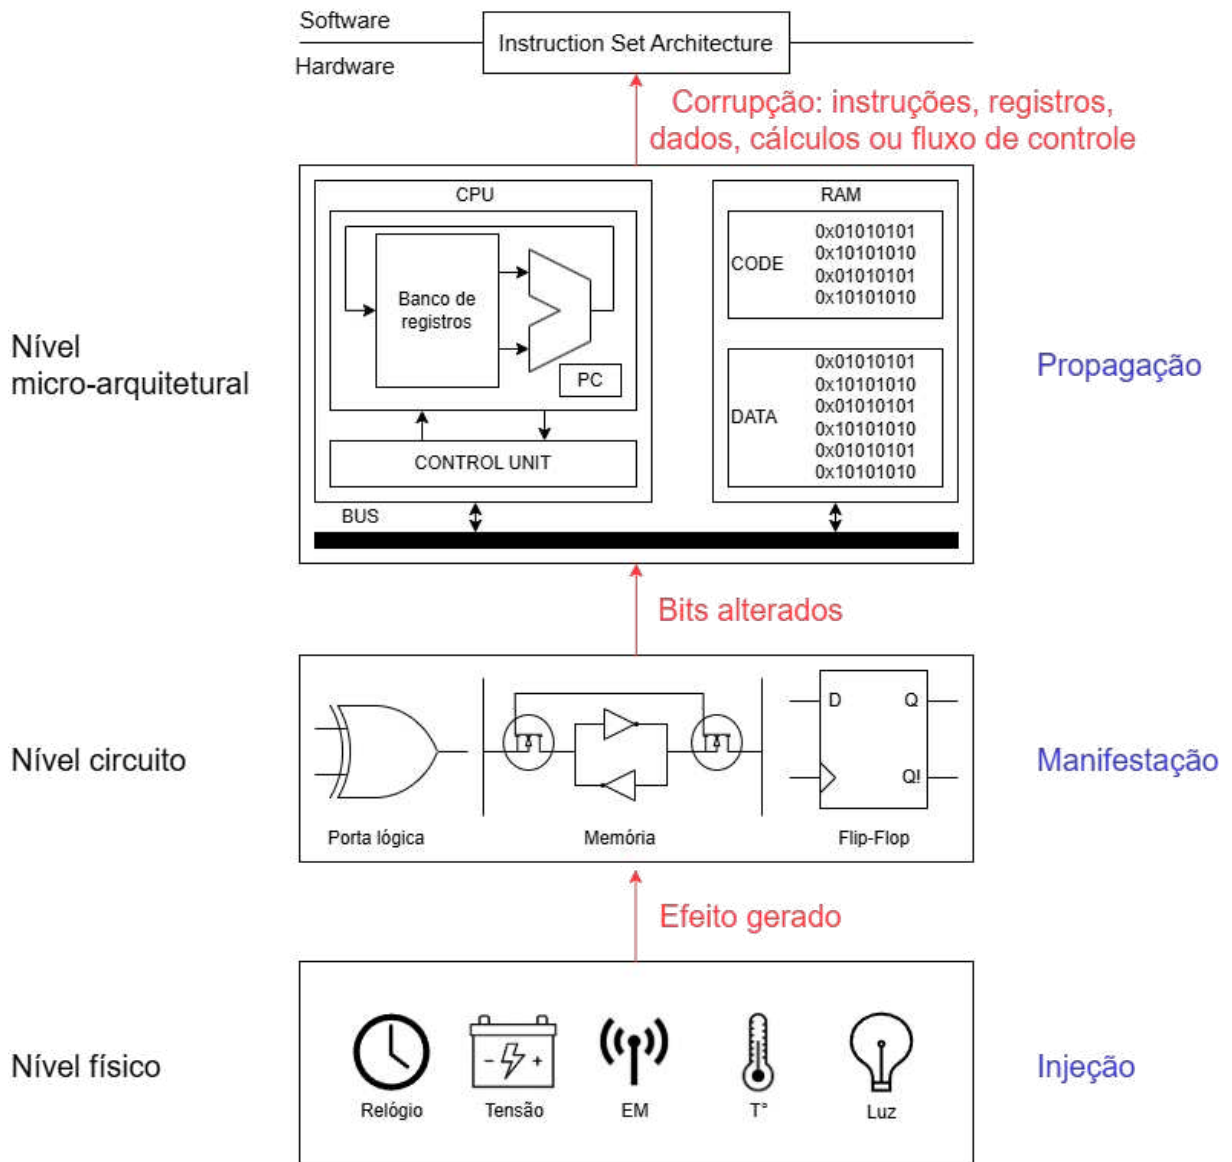 Software
Instruction Set Architecture
Hardware
Corrupção: instruções, registros,
dados, cálculos ou fluxo de controle
CPU
RAM
Banco de
registros
PC
CONTROL UNIT
CODE
0x01010101
0x10101010
0x01010101
0x10101010
DATA
0x01010101
0x10101010
0x01010101
0x10101010
0x01010101
0x10101010
BUS
Nível
micro-arquitetural
Propagação
Bits alterados
D
Q
Q!
Porta lógica
Memória
Flip-Flop
Nível circuito
Manifestação
Efeito gerado
Nível físico
- +
Relógio
Tensão
EM
T°
Luz
Injeção